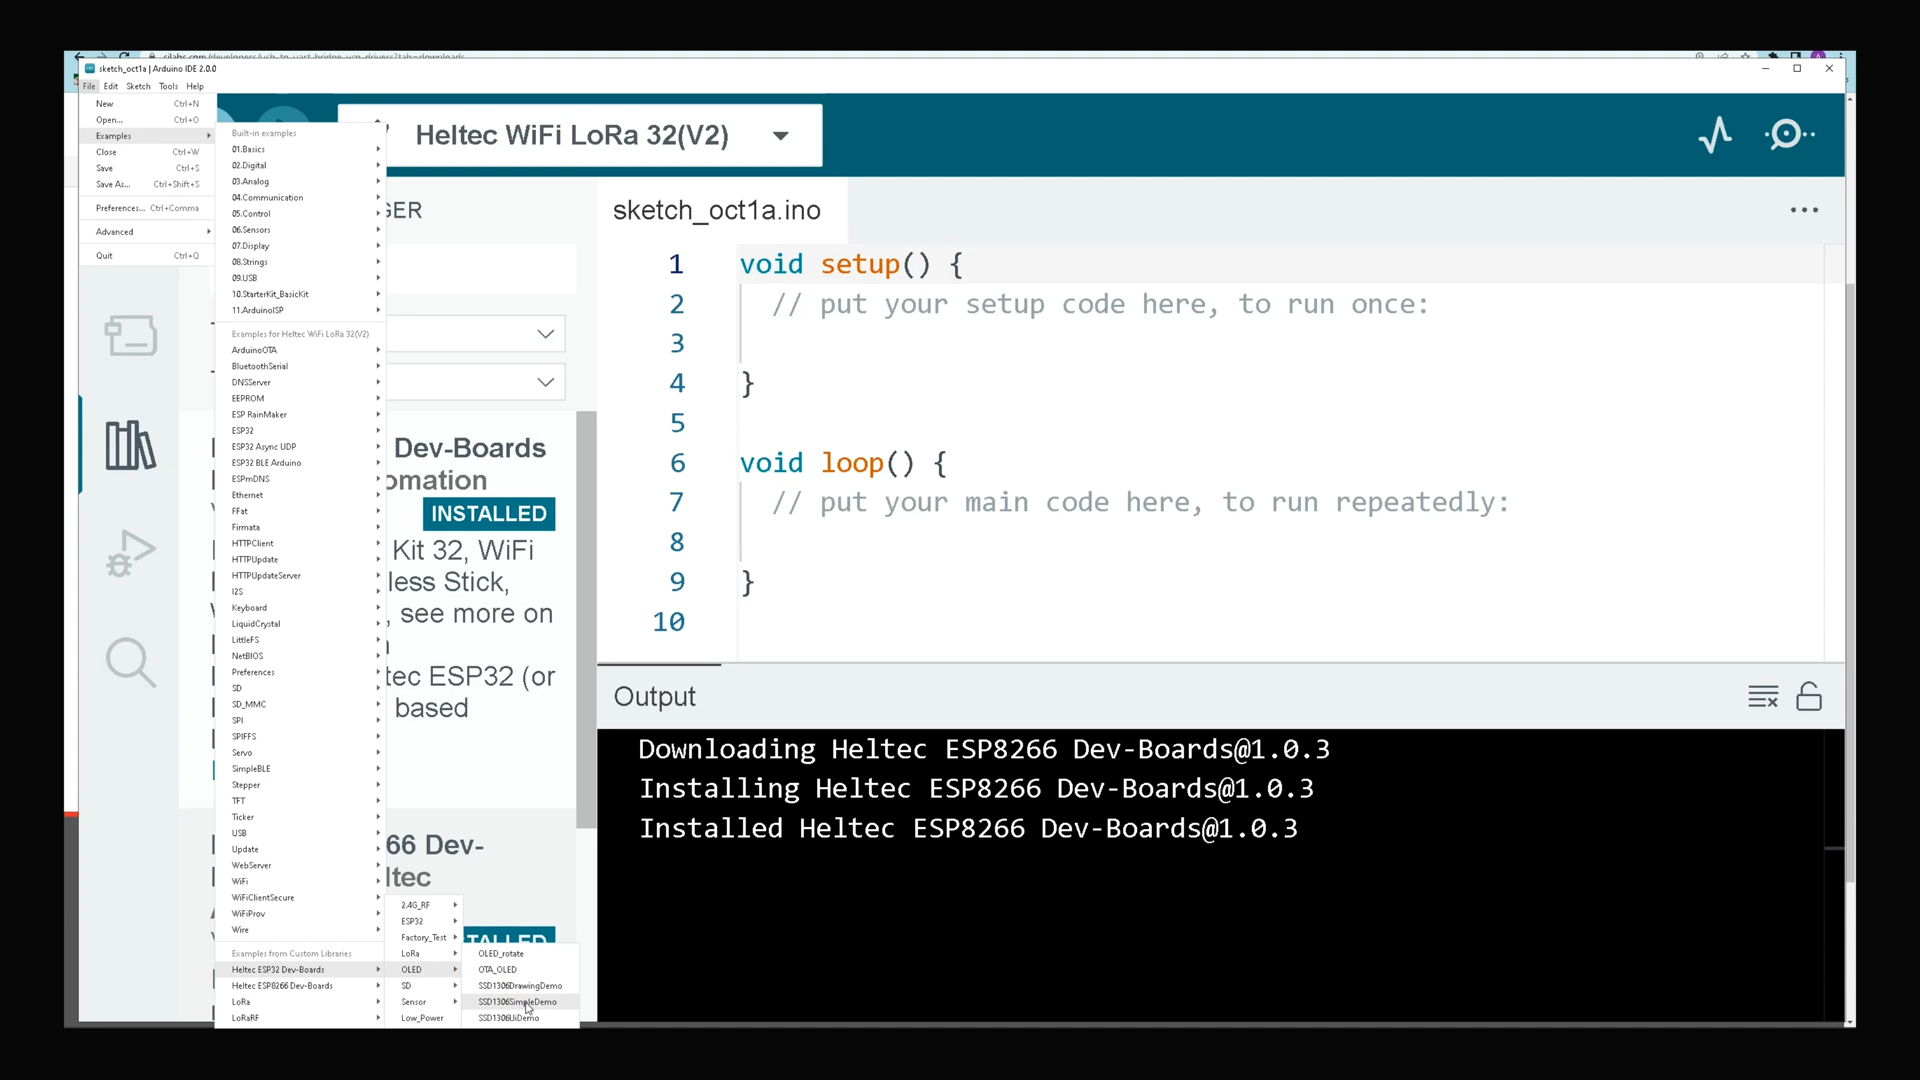 silabs.com/developers/usb-to-uart-bridge-vcp-drivers?tab=downloads
sketch_oct1a | Arduino IDE 2.0.0
File Edit Sketch Tools Help
New Ctrl+N
Open... Ctrl+O
Examples
Close Ctrl+W
Save Ctrl+S
Save As... Ctrl+Shift+S
Preferences... Ctrl+Comma
Advanced
Quit Ctrl+Q
Built-in examples
01.Basics
02.Digital
03.Analog
04.Communication
05.Control
06.Sensors
07.Display
08.Strings
09.USB
10.StarterKit_BasicKit
11.ArduinoISP
Examples for Heltec WiFi LoRa 32(V2)
ArduinoOTA
BluetoothSerial
DNSServer
EEPROM
ESP RainMaker
ESP32
ESP32 Async UDP
ESP32 BLE Arduino
ESPmDNS
Ethernet
FFat
Firmata
HTTPClient
HTTPUpdate
HTTPUpdateServer
I2S
Keyboard
LiquidCrystal
LittleFS
NetBIOS
Preferences
SD
SD_MMC
SPI
SPIFFS
Servo
SimpleBLE
Stepper
TFT
Ticker
USB
Update
WebServer
WiFi
WiFiClientSecure
WiFiProv
Wire
Examples from Custom Libraries
Heltec ESP32 Dev-Boards
Heltec ESP8266 Dev-Boards
LoRa
LoRaRF
2.4G_RF
ESP32
Factory_Test
LoRa
OLED
SD
Sensor
Low_Power
OLED_rotate
OTA_OLED
SSD1306DrawingDemo
SSD1306SimpleDemo
SSD1306UiDemo
Heltec WiFi LoRa 32(V2)
GER
Dev-Boards
omation
INSTALLED
Kit 32, WiFi
less Stick,
, see more on
tec ESP32 (or
based
66 Dev-
ltec
TALLED
sketch_oct1a.ino
1 void setup() {
2 // put your setup code here, to run once:
3
4 }
5
6 void loop() {
7 // put your main code here, to run repeatedly:
8
9 }
10
Output
Downloading Heltec ESP8266 Dev-Boards@1.0.3
Installing Heltec ESP8266 Dev-Boards@1.0.3
Installed Heltec ESP8266 Dev-Boards@1.0.3